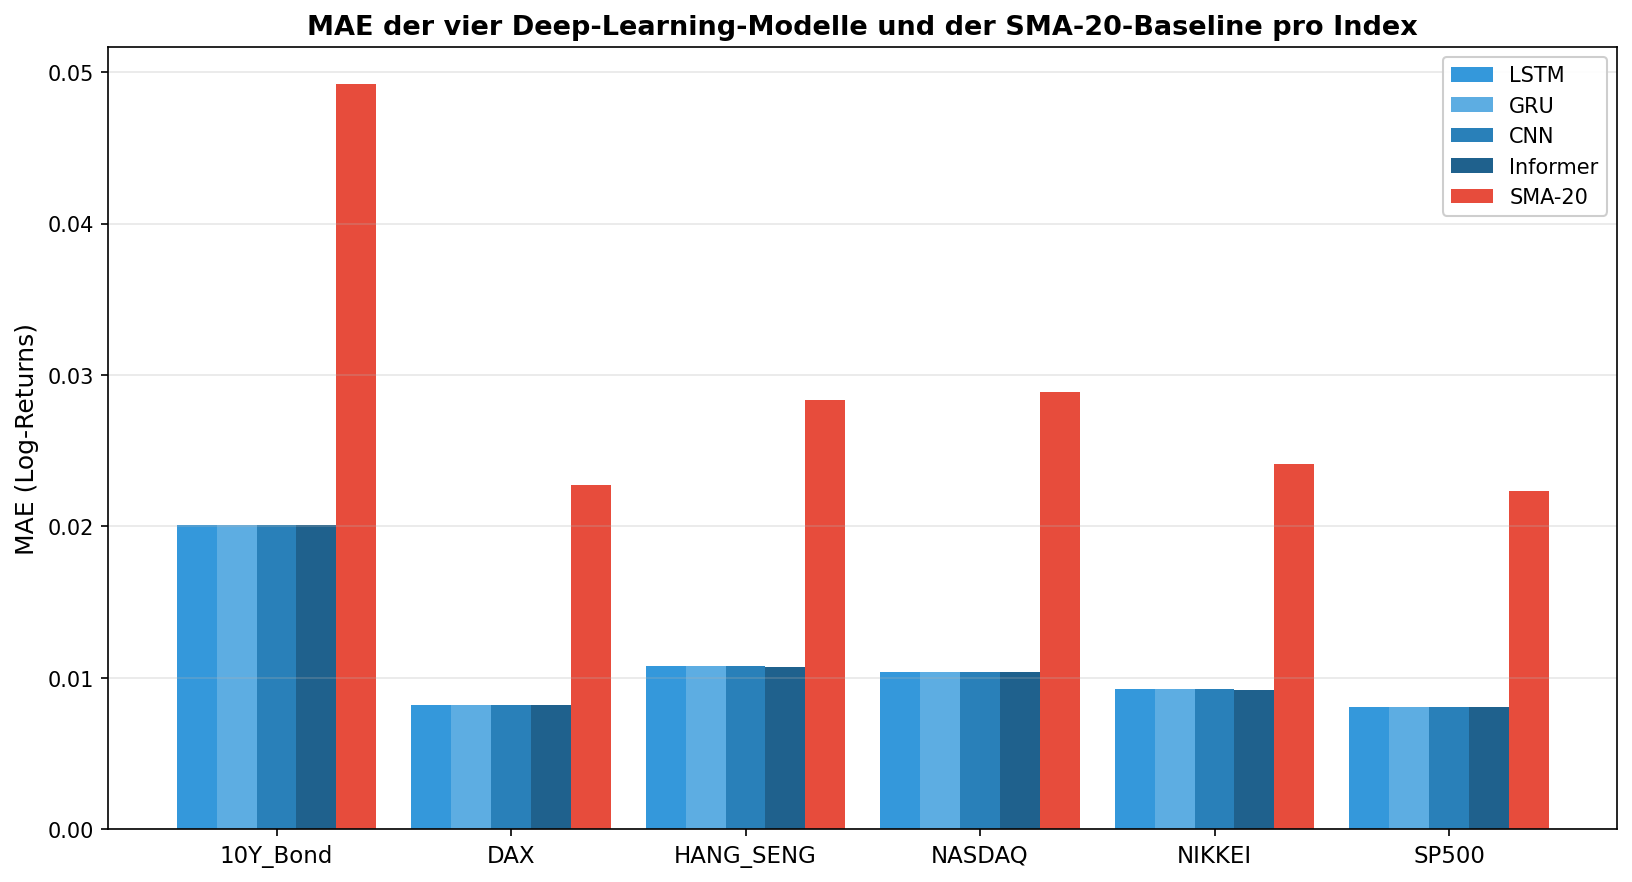 MAE der vier Deep-Learning-Modelle und der SMA-20-Baseline pro Index
LSTM
GRU
CNN
Informer
SMA-20
MAE (Log-Returns)
0.05
0.04
0.03
0.02
0.01
0.00
10Y_Bond DAX HANG_SENG NASDAQ NIKKEI SP500